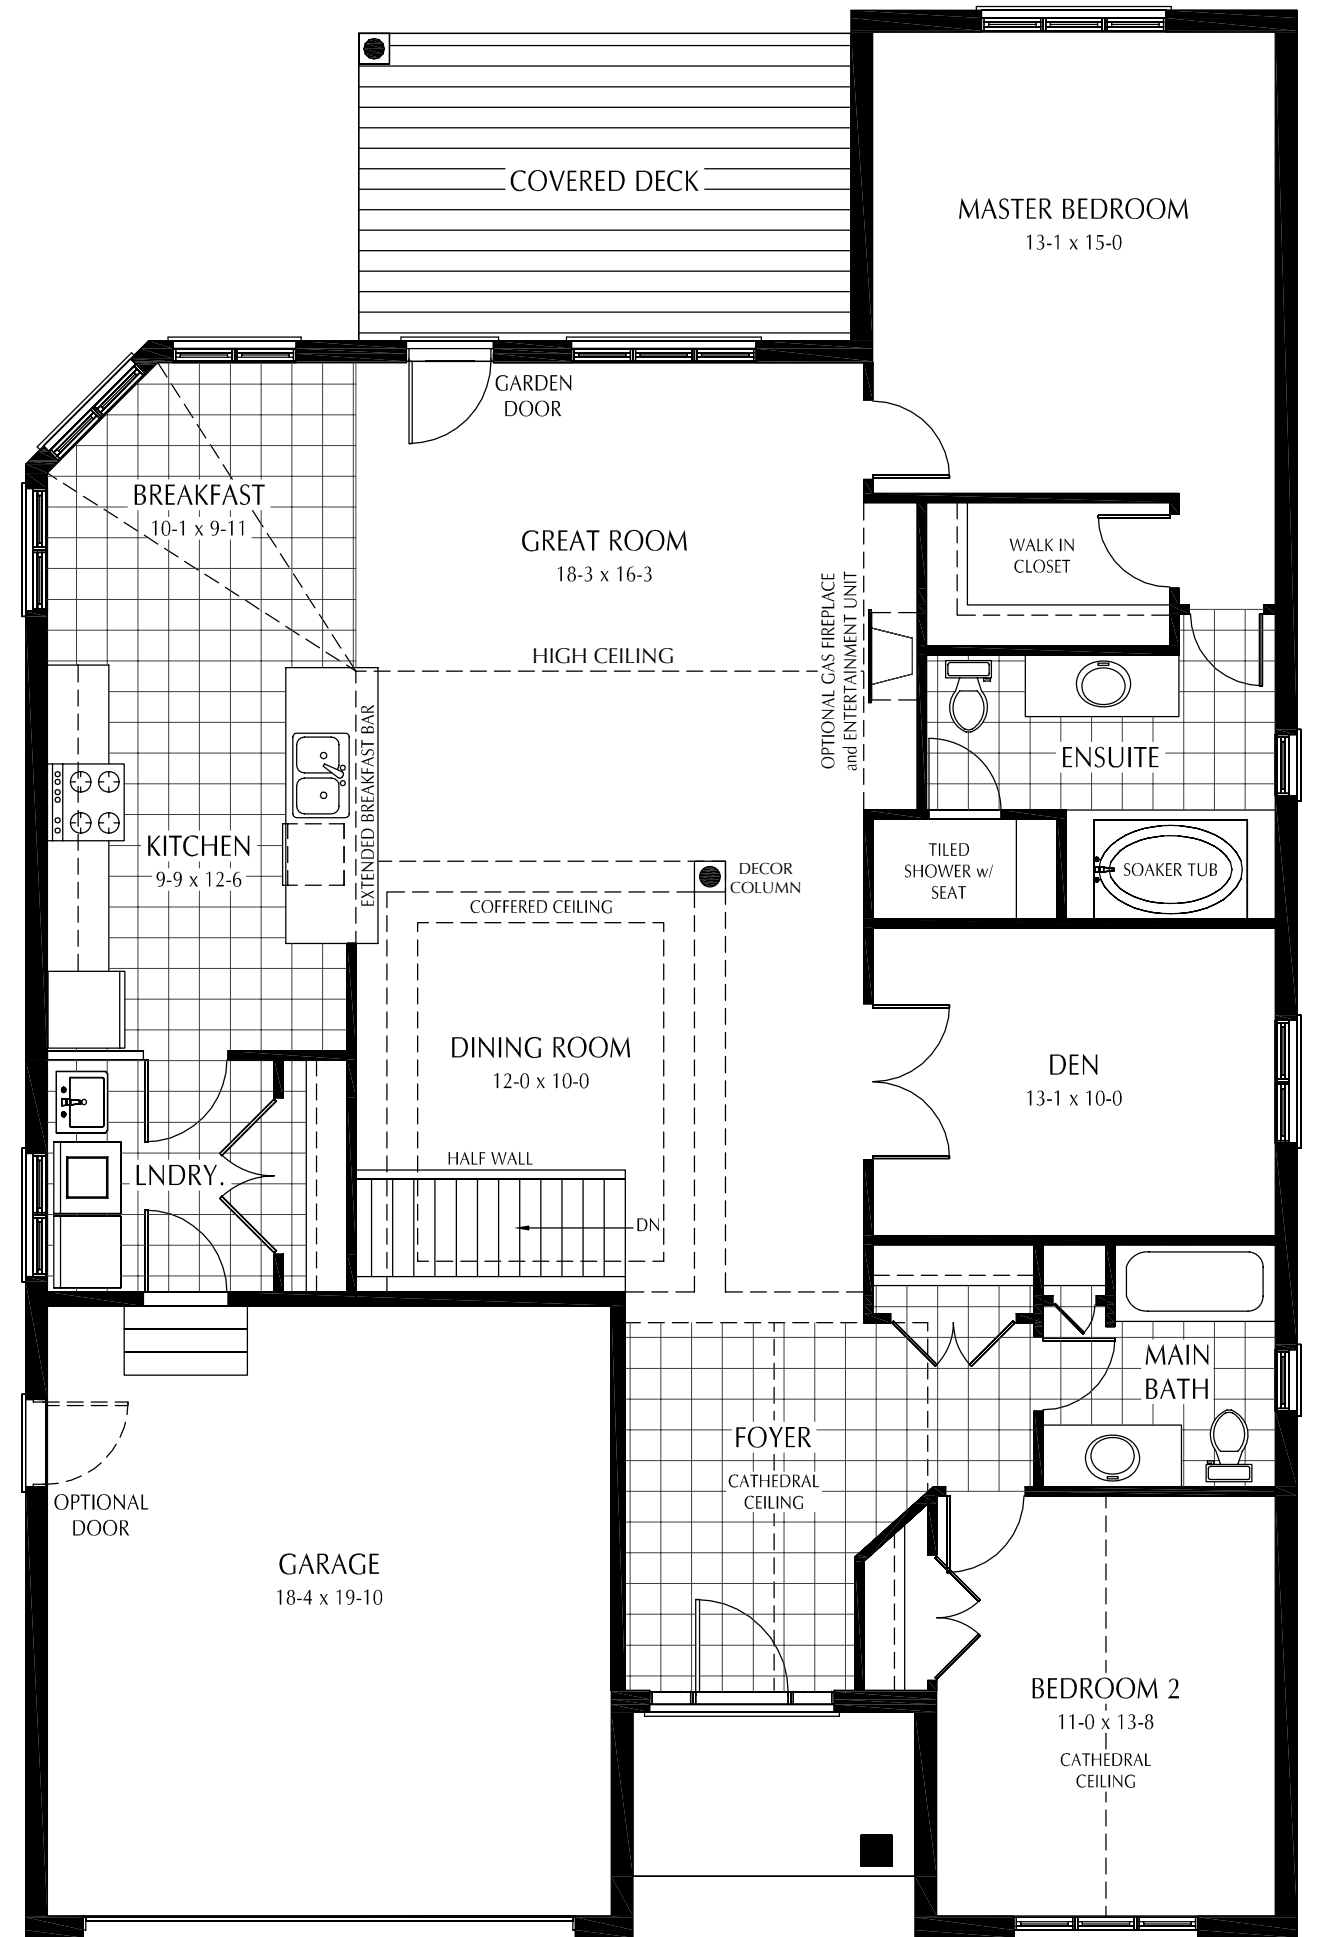 COVERED DECK
MASTER BEDROOM
13-1 x 15-0
GARDEN
DOOR
BREAKFAST
10-1 x 9-11
GREAT ROOM
18-3 x 16-3
WALK IN
CLOSET
OPTIONAL GAS FIREPLACE
and ENTERTAINMENT UNIT
HIGH CEILING
EXTENDED BREAKFAST BAR
ENSUITE
KITCHEN
9-9 x 12-6
DECOR
COLUMN
TILED
SHOWER w/
SEAT
SOAKER TUB
COFFERED CEILING
DINING ROOM
12-0 x 10-0
DEN
13-1 x 10-0
HALF WALL
LNDRY.
DN
MAIN
BATH
FOYER
CATHEDRAL
CEILING
OPTIONAL
DOOR
GARAGE
18-4 x 19-10
BEDROOM 2
11-0 x 13-8
CATHEDRAL
CEILING